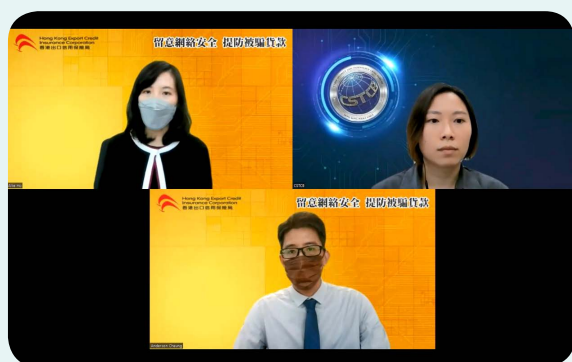 Hong Kong Export Credit
Insurance Corporation
香港出口信用保險局
留意網絡安全 提防被騙貨款
CSTCB
CSTCB
Hong Kong Export Credit
Insurance Corporation
香港出口信用保險局
留意網絡安全 提防被騙貨款
Anderson Cheung